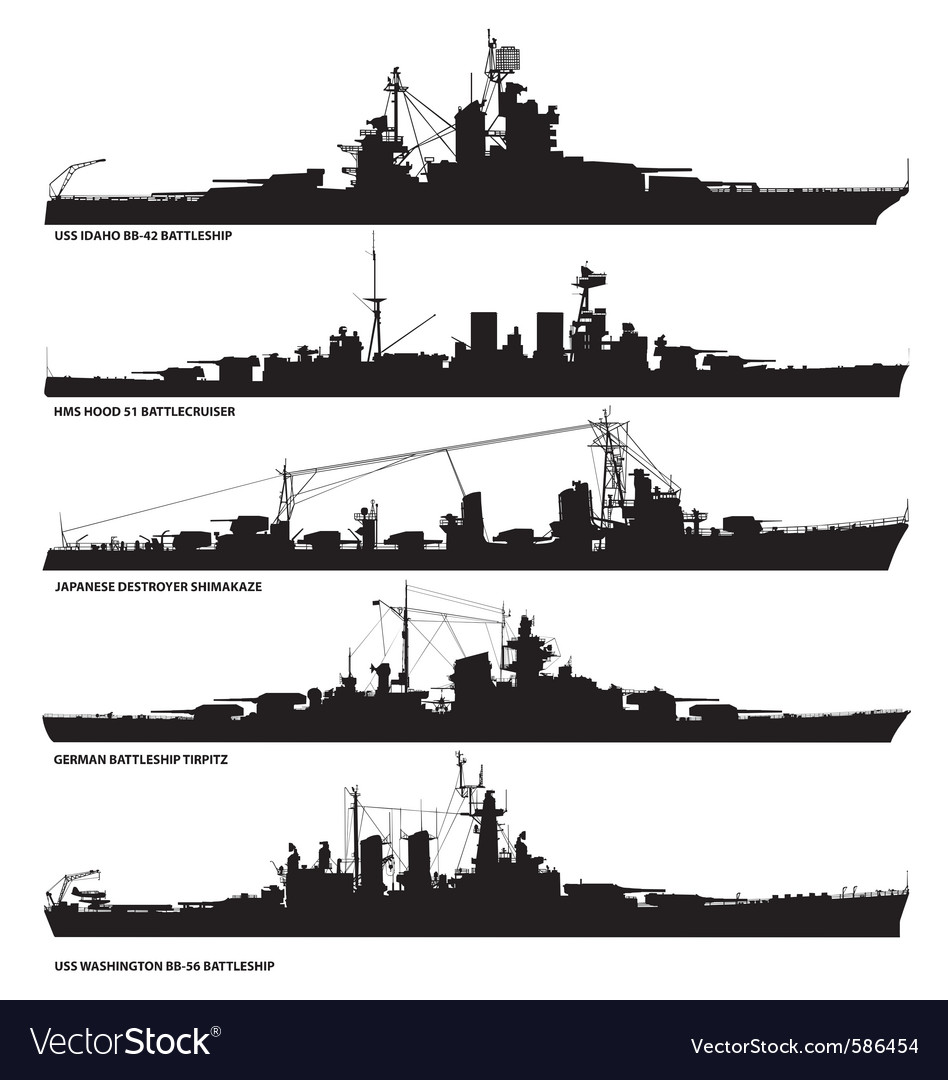 USS IDAHO BB-42 BATTLESHIP
HMS HOOD 51 BATTLECRUISER
JAPANESE DESTROYER SHIMAKAZE
GERMAN BATTLESHIP TIRPITZ
USS WASHINGTON BB-56 BATTLESHIP
VectorStock®
VectorStock.com/586454